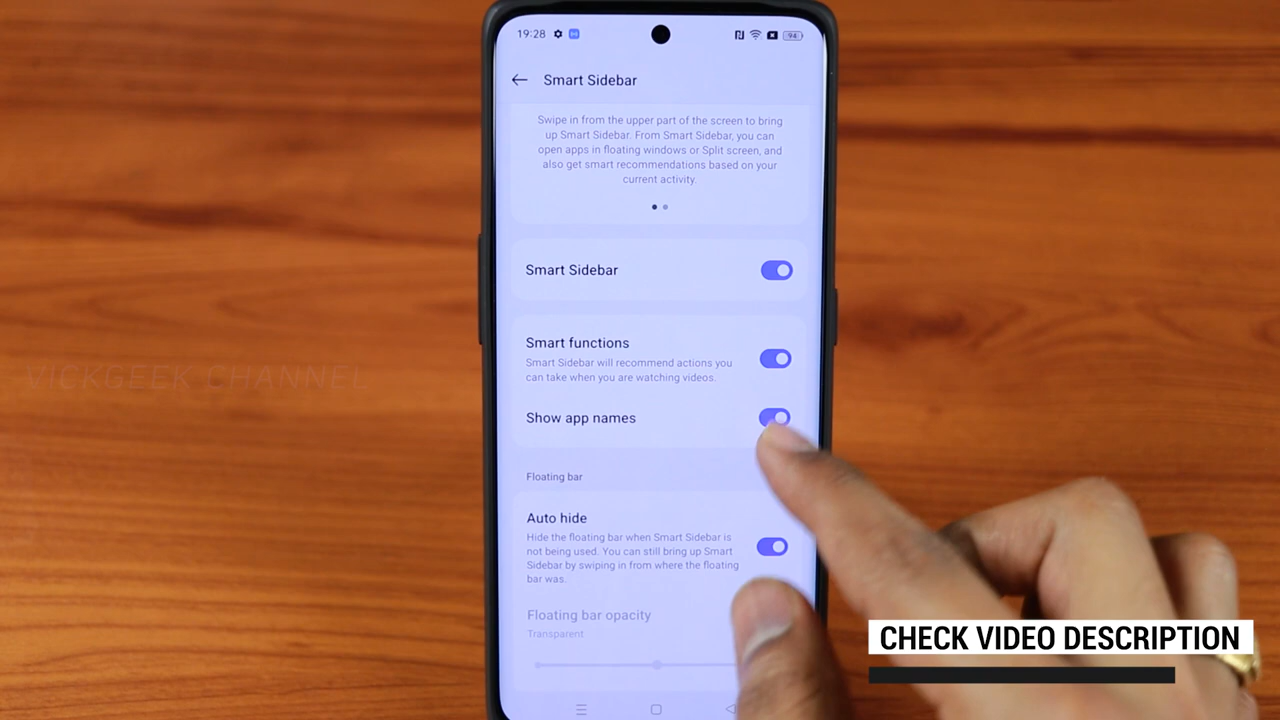 19:28
94
Smart Sidebar
Swipe in from the upper part of the screen to bring
up Smart Sidebar. From Smart Sidebar, you can
open apps in floating windows or Split screen, and
also get smart recommendations based on your
current activity.
Smart Sidebar
Smart functions
Smart Sidebar will recommend actions you
can take when you are watching videos.
Show app names
Floating bar
Auto hide
Hide the floating bar when Smart Sidebar is
not being used. You can still bring up Smart
Sidebar by swiping in from where the floating
bar was.
Floating bar opacity
Transparent
VICKGEEK CHANNEL
CHECK VIDEO DESCRIPTION